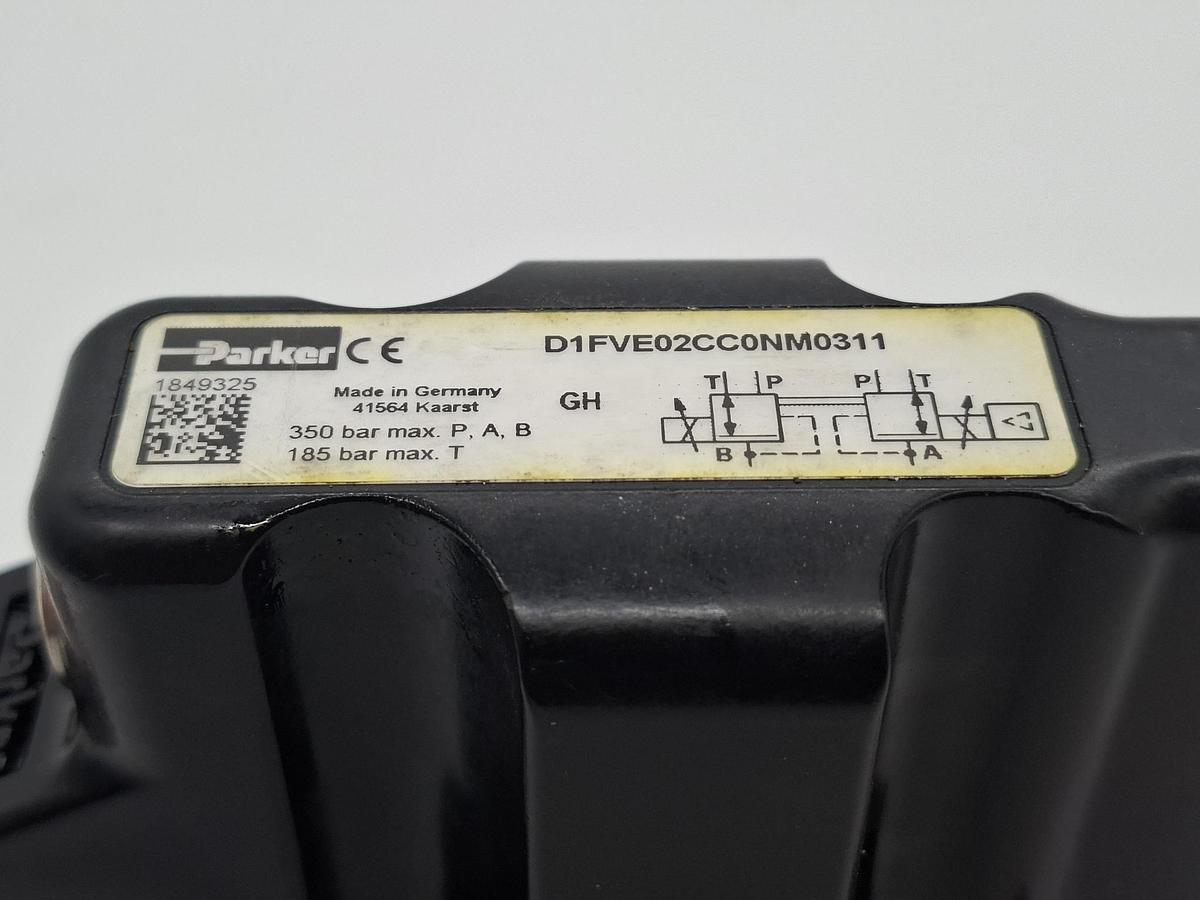 Parker CE
D1FVE02CC0NM0311
1849325
Made in Germany
41564 Kaarst
GH
350 bar max. P, A, B
185 bar max. T
T P P T
B A